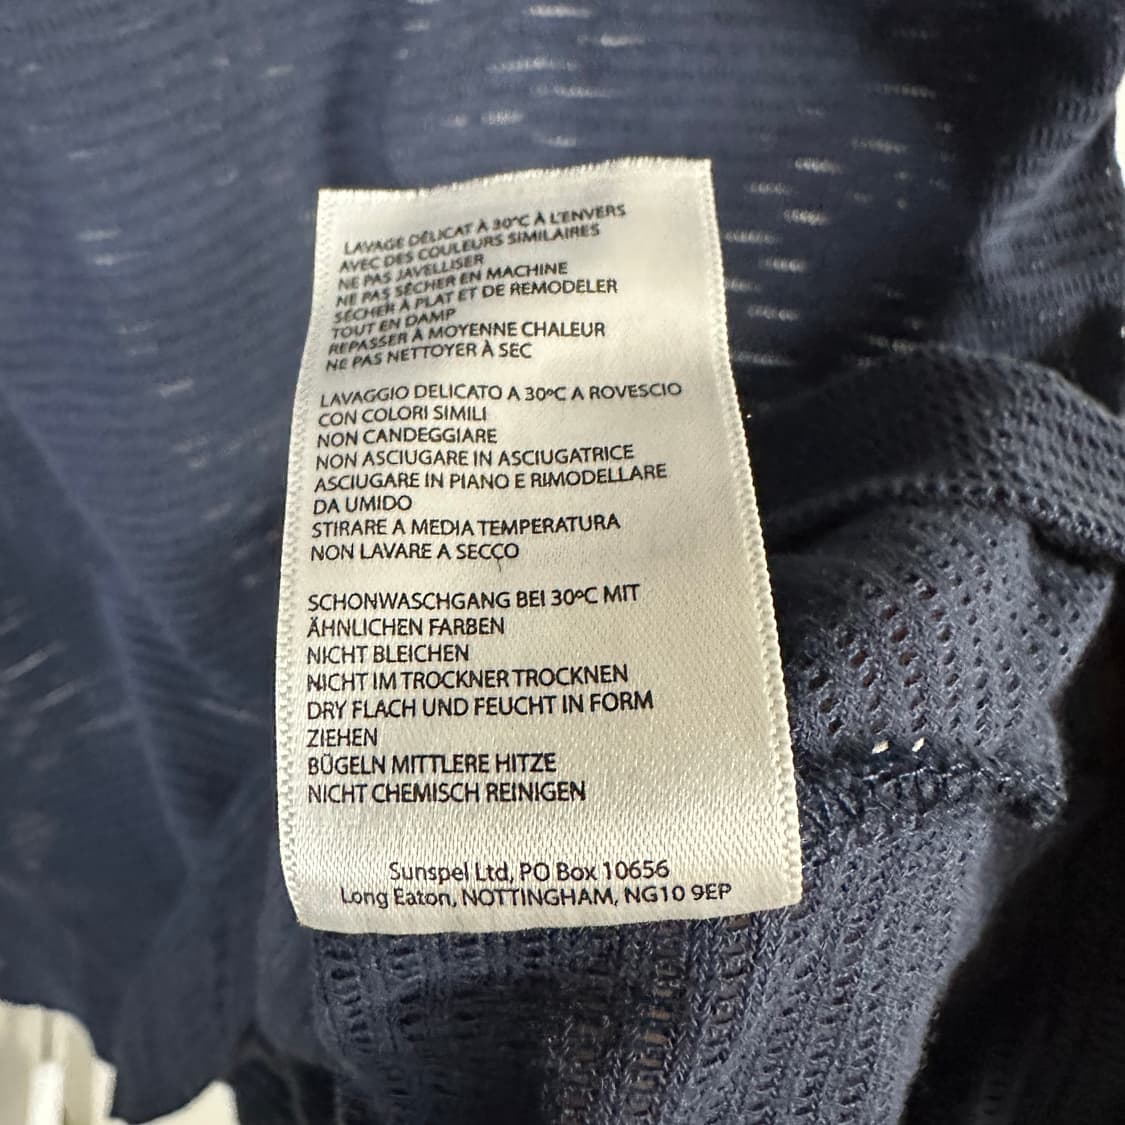 LAVAGE DÉLICAT À 30ºC À L'ENVERS
AVEC DES COULEURS SIMILAIRES
NE PAS JAVELLISER
NE PAS SÉCHER EN MACHINE
SÉCHER À PLAT ET DE REMODELER
TOUT EN DAMP
REPASSER À MOYENNE CHALEUR
NE PAS NETTOYER À SEC
LAVAGGIO DELICATO A 30ºC A ROVESCIO
CON COLORI SIMILI
NON CANDEGGIARE
NON ASCIUGARE IN ASCIUGATRICE
ASCIUGARE IN PIANO E RIMODELLARE
DA UMIDO
STIRARE A MEDIA TEMPERATURA
NON LAVARE A SECCO
SCHONWASCHGANG BEI 30ºC MIT
ÄHNLICHEN FARBEN
NICHT BLEICHEN
NICHT IM TROCKNER TROCKNEN
DRY FLACH UND FEUCHT IN FORM
ZIEHEN
BÜGELN MITTLERE HITZE
NICHT CHEMISCH REINIGEN
Sunspel Ltd, PO Box 10656
Long Eaton, NOTTINGHAM, NG10 9EP